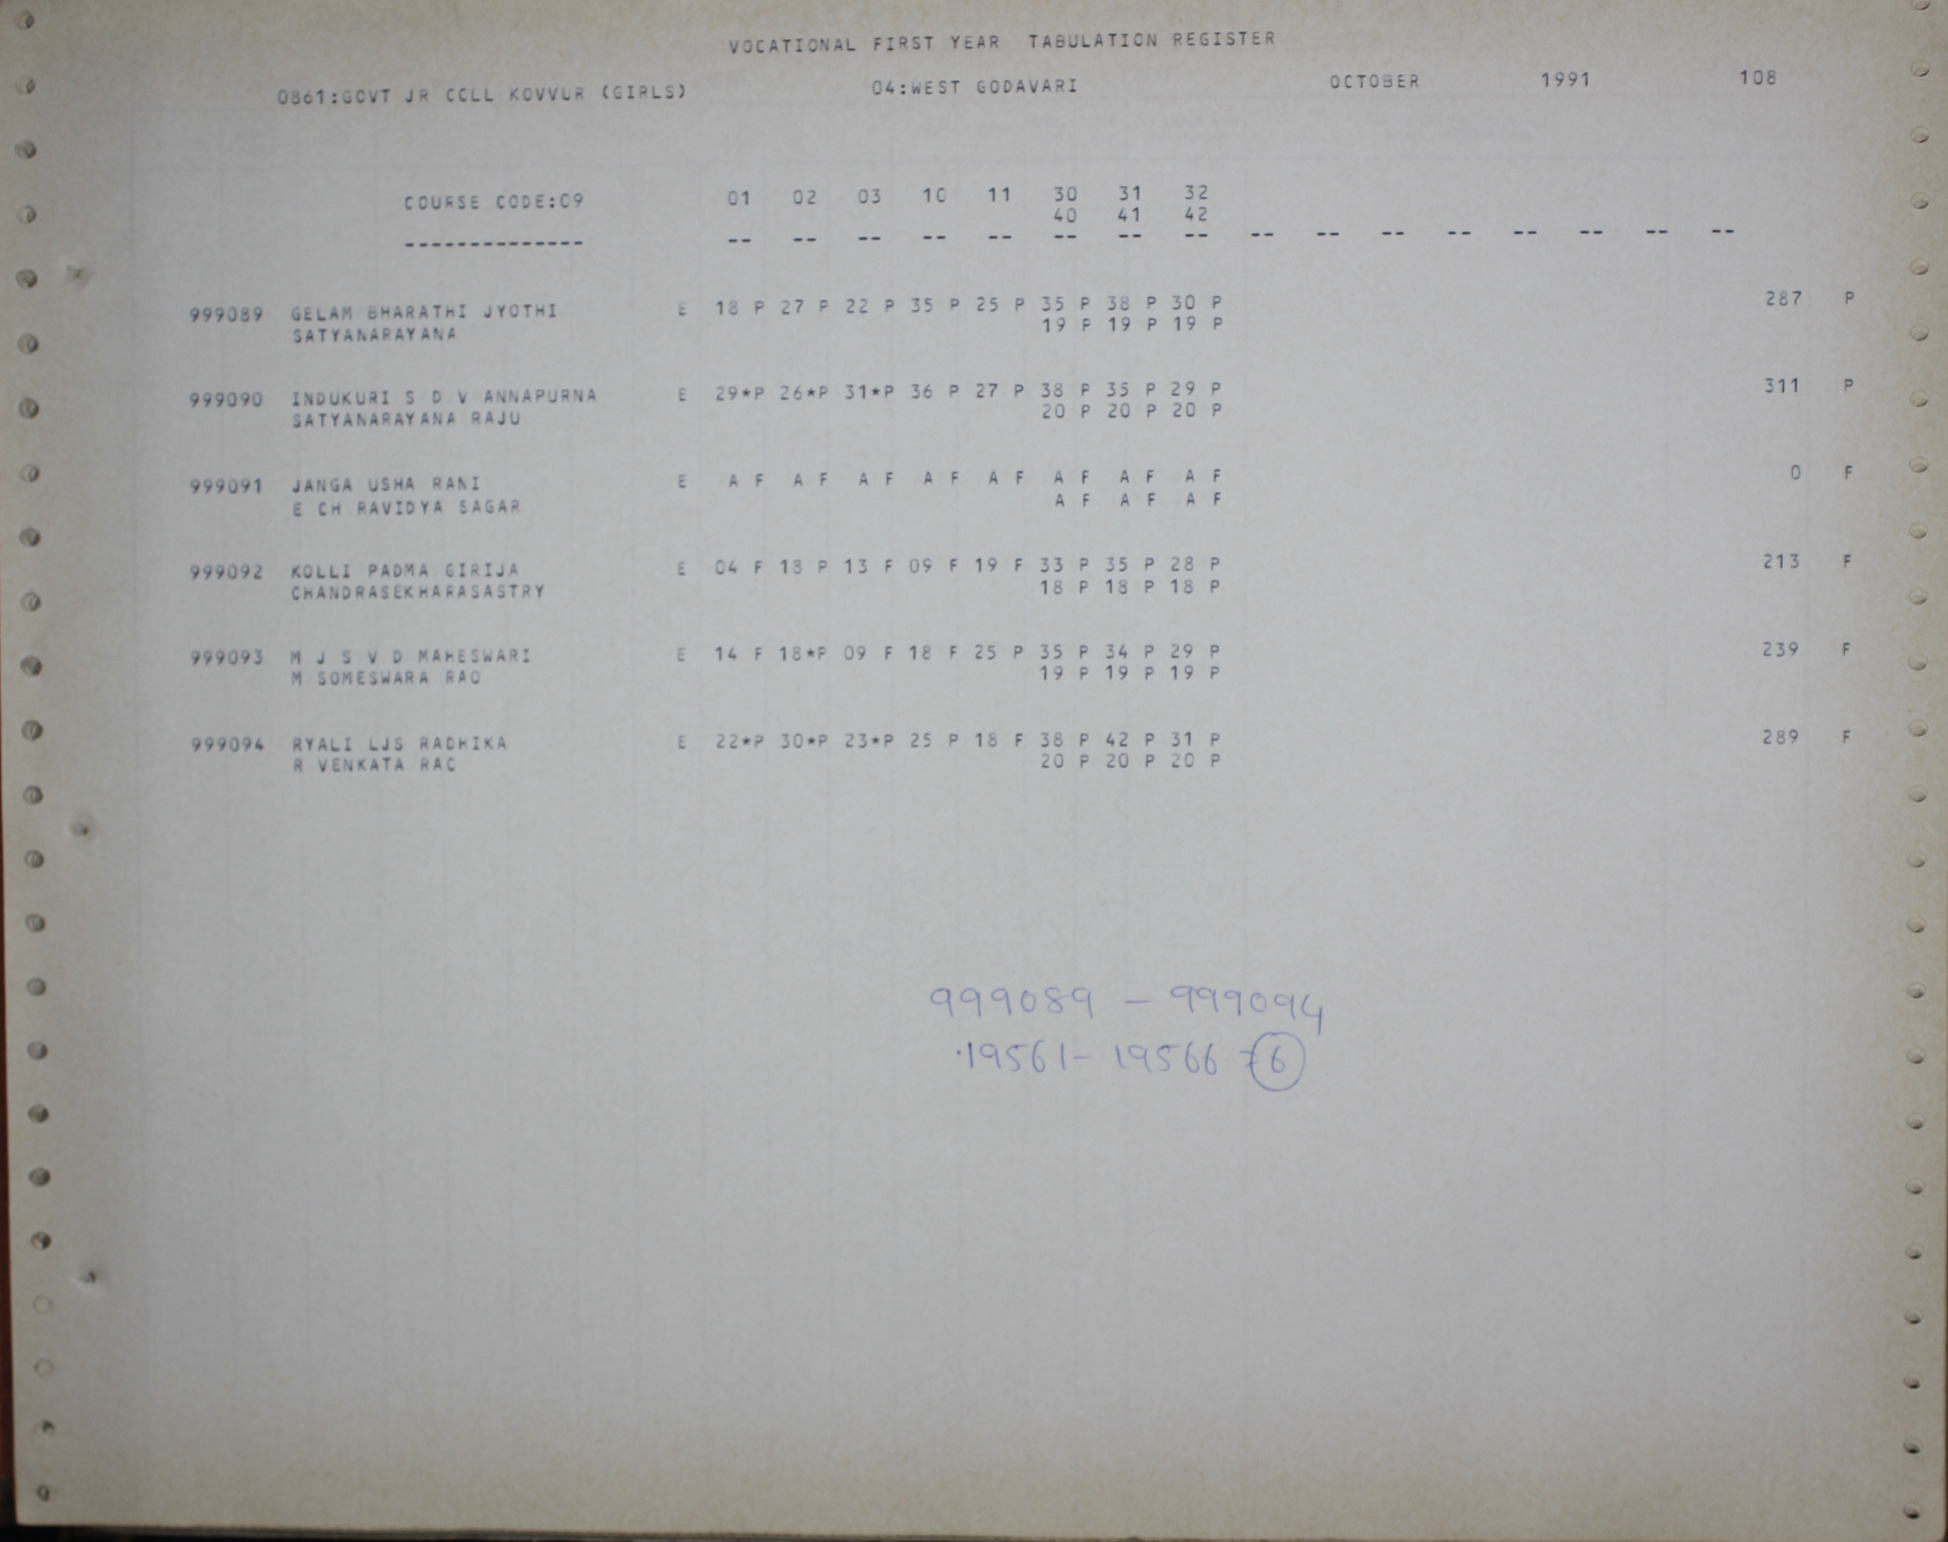 VOCATIONAL FIRST YEAR TABULATION REGISTER
0861:GOVT JR COLL KOVVUR (GIRLS) 04:WEST GODAVARI OCTOBER 1991 108
COURSE CODE:09 01 02 03 10 11 30 31 32
40 41 42
-------------- -- -- -- -- -- -- -- -- -- -- -- -- -- -- -- --
999089 GELAM BHARATHI JYOTHI E 18 P 27 P 22 P 35 P 25 P 35 P 38 P 30 P 287 P
SATYANARAYANA 19 P 19 P 19 P
999090 INDUKURI S D V ANNAPURNA E 29*P 26*P 31*P 36 P 27 P 38 P 35 P 29 P 311 P
SATYANARAYANA RAJU 20 P 20 P 20 P
999091 JANGA USHA RANI E A F A F A F A F A F A F A F A F 0 F
E CH RAVIDYA SAGAR A F A F A F
999092 KOLLI PADMA GIRIJA E 04 F 18 P 13 F 09 F 19 F 33 P 35 P 28 P 213 F
CHANDRASEKHARASASTRY 18 P 18 P 18 P
999093 M J S V D MAHESWARI E 14 F 18*P 09 F 18 F 25 P 35 P 34 P 29 P 239 F
M SOMESWARA RAO 19 P 19 P 19 P
999094 RYALI LJS RADHIKA E 22*P 30*P 23*P 25 P 18 F 38 P 42 P 31 P 289 F
R VENKATA RAO 20 P 20 P 20 P
999089 – 999094
19561 – 19566 = 6